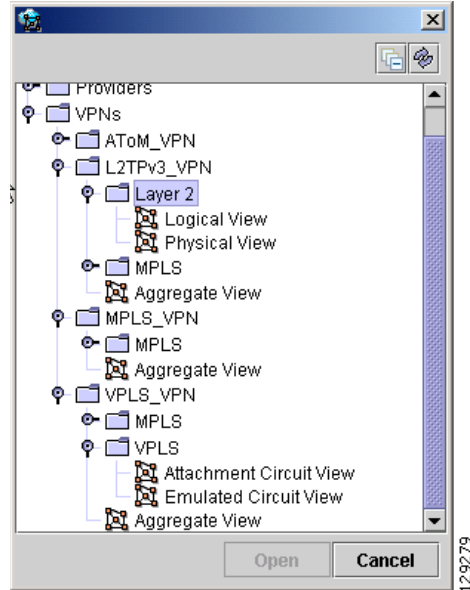 Providers
VPNs
AToM_VPN
L2TPv3_VPN
Layer 2
Logical View
Physical View
MPLS
Aggregate View
MPLS_VPN
MPLS
Aggregate View
VPLS_VPN
MPLS
VPLS
Attachment Circuit View
Emulated Circuit View
Aggregate View
Open Cancel
129279